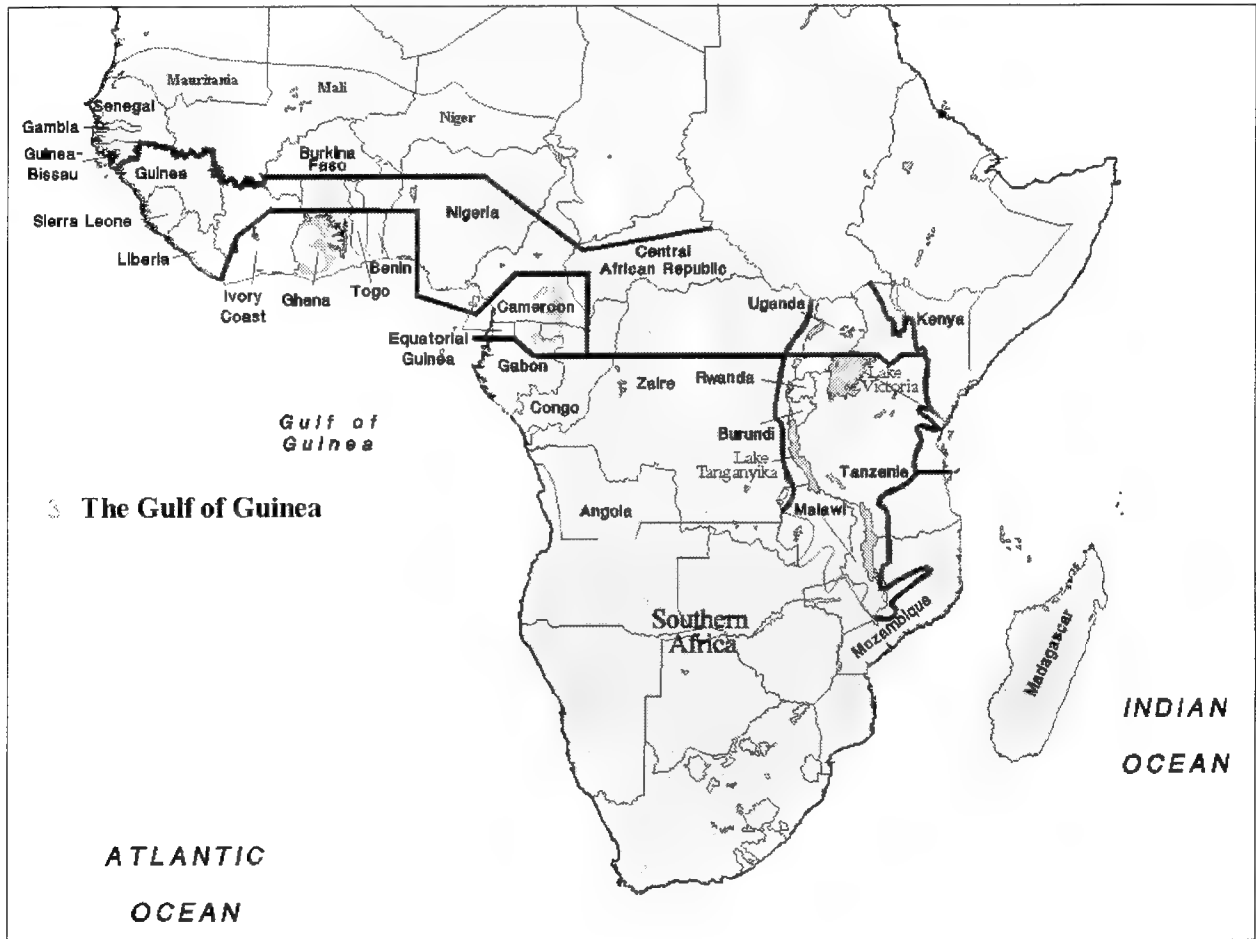 Mauritania
Mali
Niger
Senegal
Gambia
Guinea-
Bissau
Guinea
Burkina
Faso
Sierra Leone
Nigeria
Liberia
Ivory
Coast
Ghana
Togo
Benin
Central
African Republic
Cameroon
Uganda
Kenya
Equatorial
Guinea
Gabon
Zaire
Rwanda
Lake
Victoria
Congo
Gulf of
Guinea
Burundi
Lake
Tanganyika
Tanzania
3 The Gulf of Guinea
Angola
Malawi
Southern
Africa
Mozambique
Madagascar
INDIAN
OCEAN
ATLANTIC
OCEAN